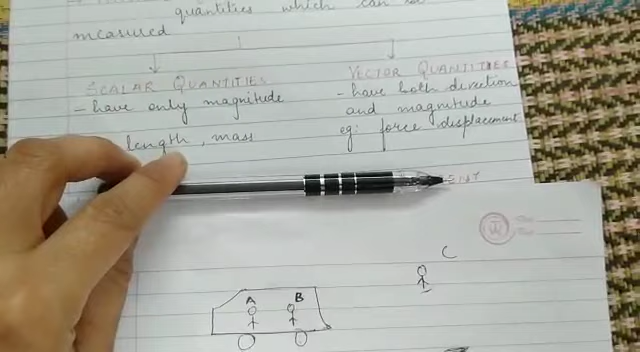 quantities which can be
measured
SCALAR QUANTITIES
- have only magnitude
length, mass
VECTOR QUANTITIES
- have both direction
and magnitude
eg: force displacement
C
A B